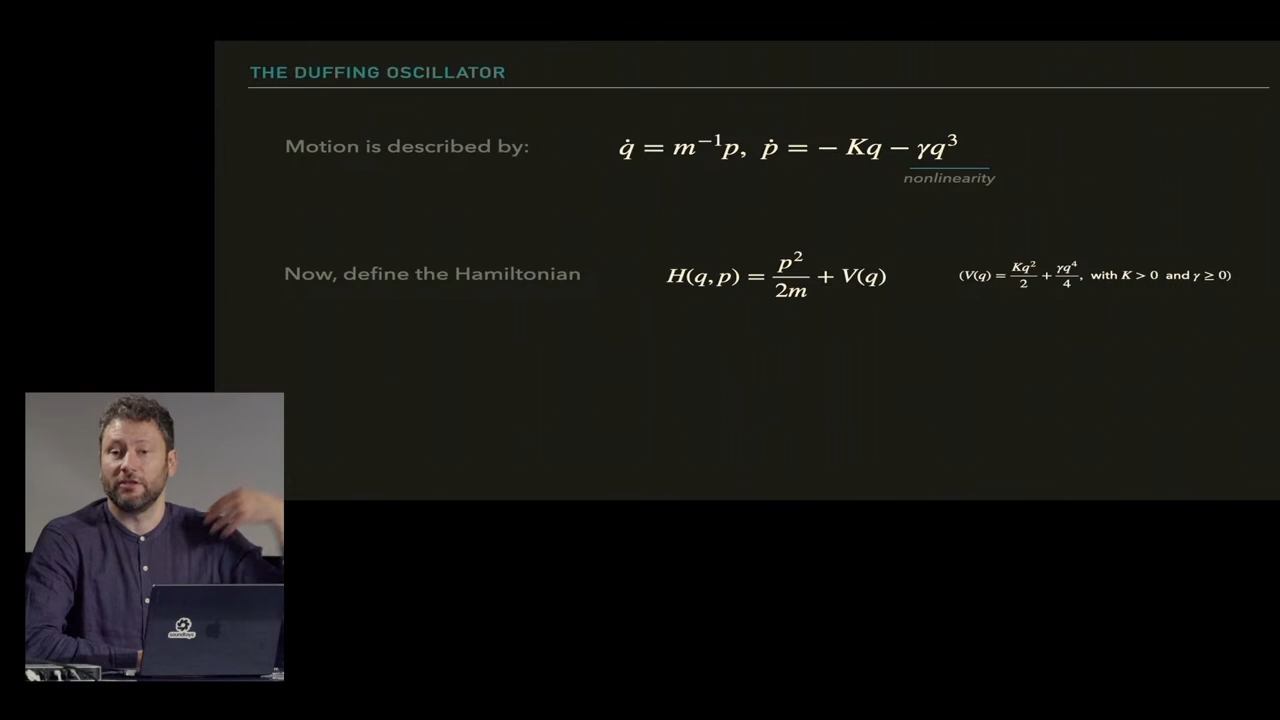 THE DUFFING OSCILLATOR
Motion is described by: q̇ = m⁻¹p, ṗ = − Kq − γq³
nonlinearity
Now, define the Hamiltonian H(q, p) = p²/2m + V(q) (V(q) = Kq²/2 + γq⁴/4, with K > 0 and γ ≥ 0)
soundtoys